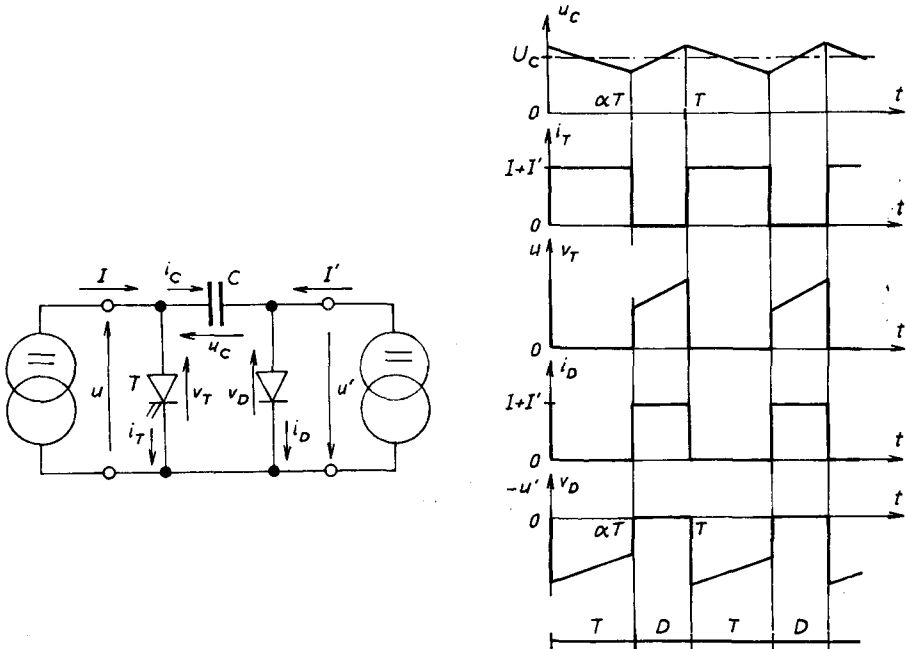 I
i_C
C
I'
u
T
v_T
i_T
u_C
v_D
i_D
u'
u_C
U_C
αT
T
t
0
i_T
I+I'
0
t
u
v_T
0
t
i_D
I+I'
0
t
-u'
v_D
0
αT
T
t
T
D
T
D